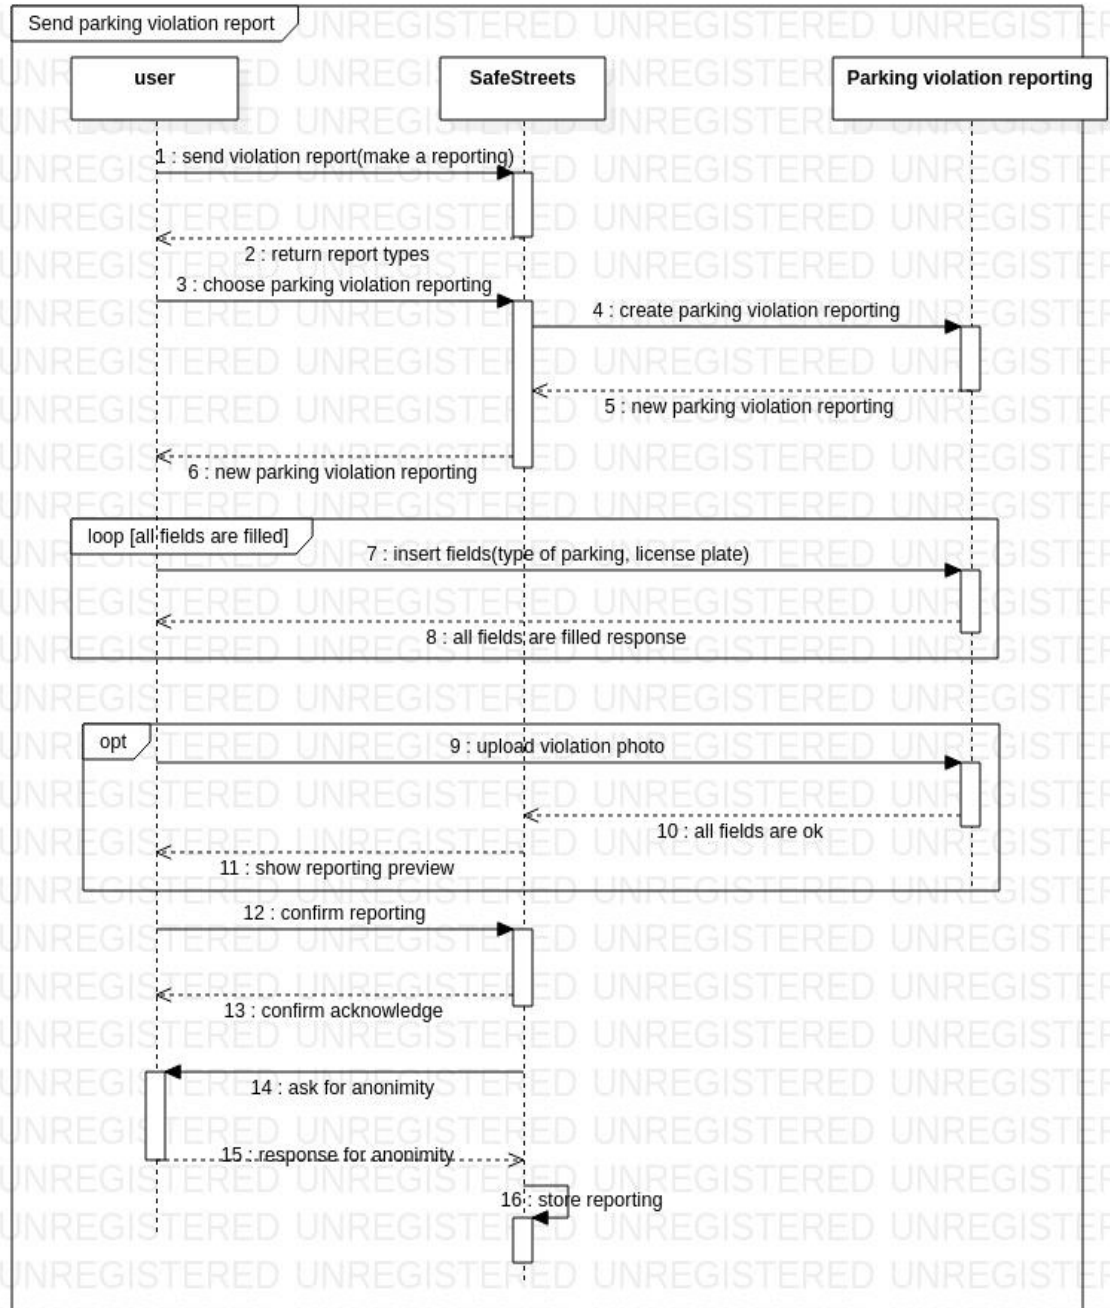 Send parking violation report
user
SafeStreets
Parking violation reporting
1 : send violation report(make a reporting)
2 : return report types
3 : choose parking violation reporting
4 : create parking violation reporting
5 : new parking violation reporting
6 : new parking violation reporting
loop [all fields are filled]
7 : insert fields(type of parking, license plate)
8 : all fields are filled response
opt
9 : upload violation photo
10 : all fields are ok
11 : show reporting preview
12 : confirm reporting
13 : confirm acknowledge
14 : ask for anonimity
15 : response for anonimity
16 : store reporting
UNREGISTERED